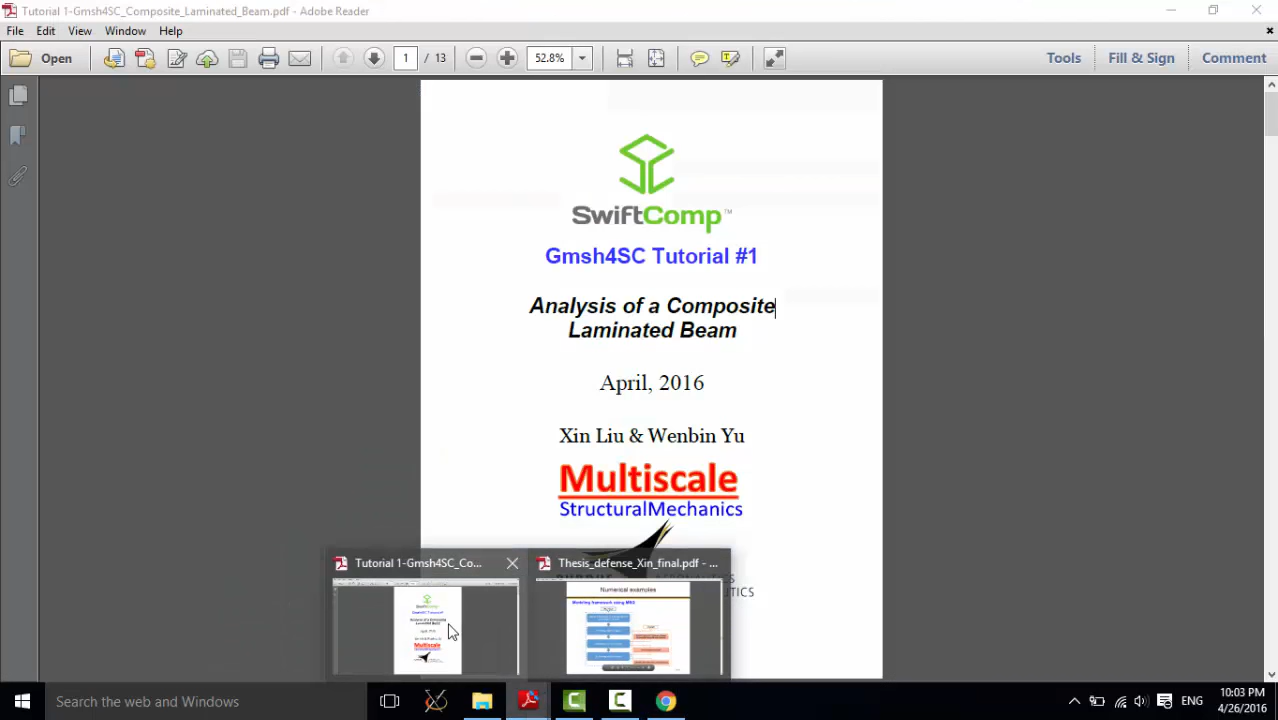 Tutorial 1-Gmsh4SC_Composite_Laminated_Beam.pdf - Adobe Reader
File Edit View Window Help
Open 1 / 13 52.8% Tools Fill & Sign Comment
SwiftComp™
Gmsh4SC Tutorial #1
Analysis of a Composite
Laminated Beam
April, 2016
Xin Liu & Wenbin Yu
Multiscale
StructuralMechanics
Tutorial 1-Gmsh4SC_Co... Thesis_defense_Xin_final.pdf - ...
Numerical examples
Search the web and Windows
ENG
10:03 PM
4/26/2016